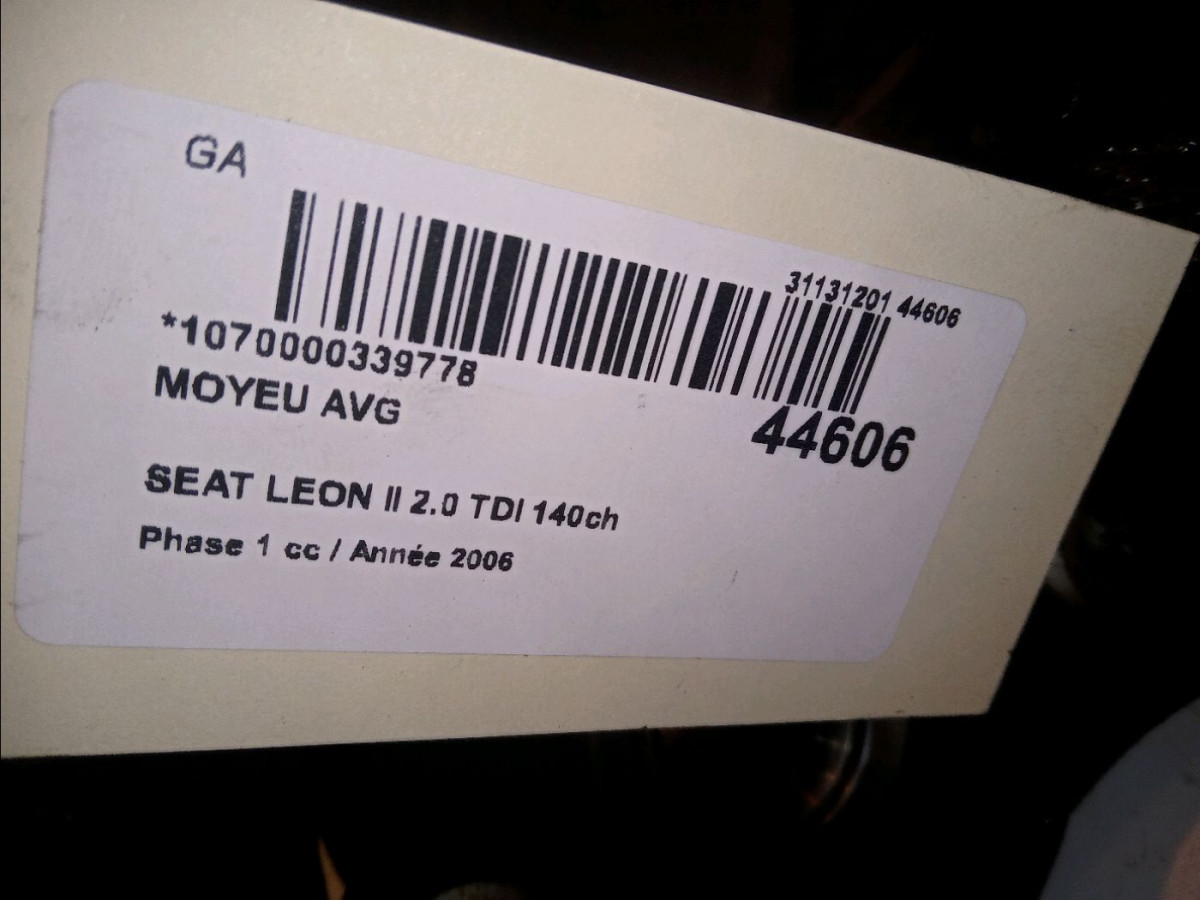 GA
31131201 44606
*1070000339778
MOYEU AVG
44606
SEAT LEON II 2.0 TDI 140ch
Phase 1 cc / Année 2006